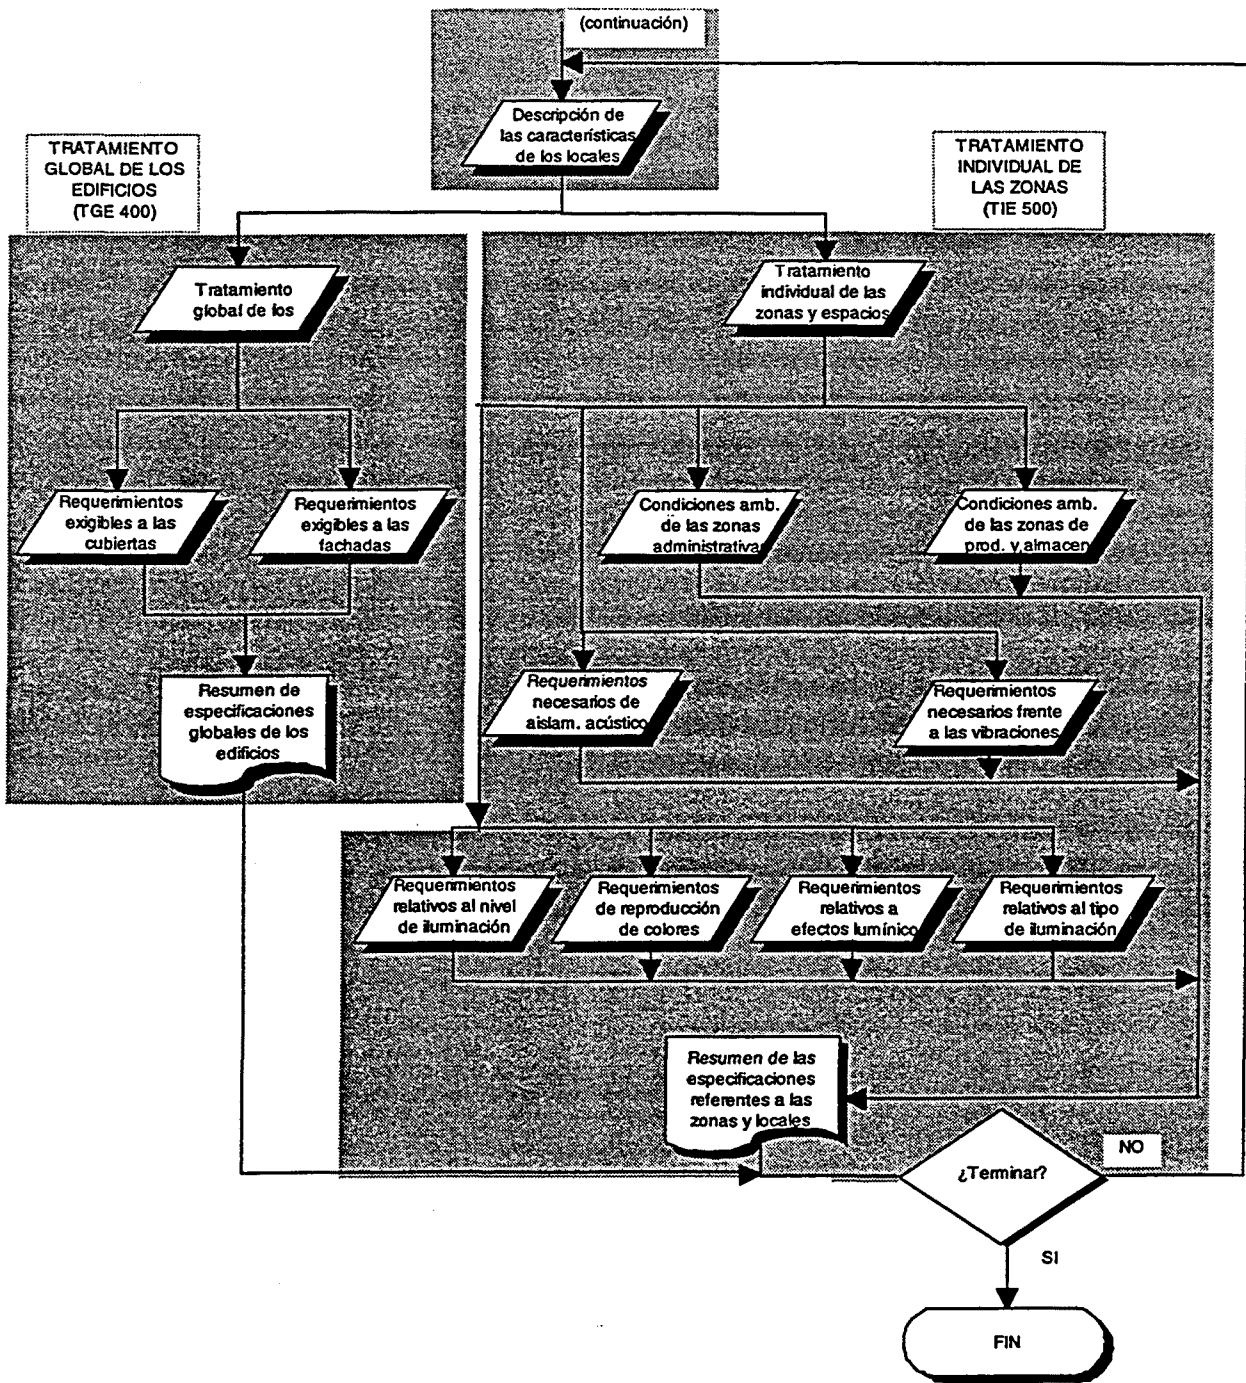 (continuación)
Descripción de
las características
de los locales
TRATAMIENTO
GLOBAL DE LOS
EDIFICIOS
(TGE 400)
TRATAMIENTO
INDIVIDUAL DE
LAS ZONAS
(TIE 500)
Tratamiento
global de los
Tratamiento
individual de las
zonas y espacios
Requerimientos
exigibles a las
cubiertas
Requerimientos
exigibles a las
fachadas
Condiciones amb.
de las zonas
administrativa
Condiciones amb.
de las zonas de
prod. y almacen
Resumen de
especificaciones
globales de los
edificios
Requerimientos
necesarios de
aislam. acústico
Requerimientos
necesarios frente
a las vibraciones
Requerimientos
relativos al nivel
de iluminación
Requerimientos
de reproducción
de colores
Requerimientos
relativos a
efectos lumínico
Requerimientos
relativos al tipo
de iluminación
Resumen de las
especificaciones
referentes a las
zonas y locales
¿Terminar?
NO
SI
FIN